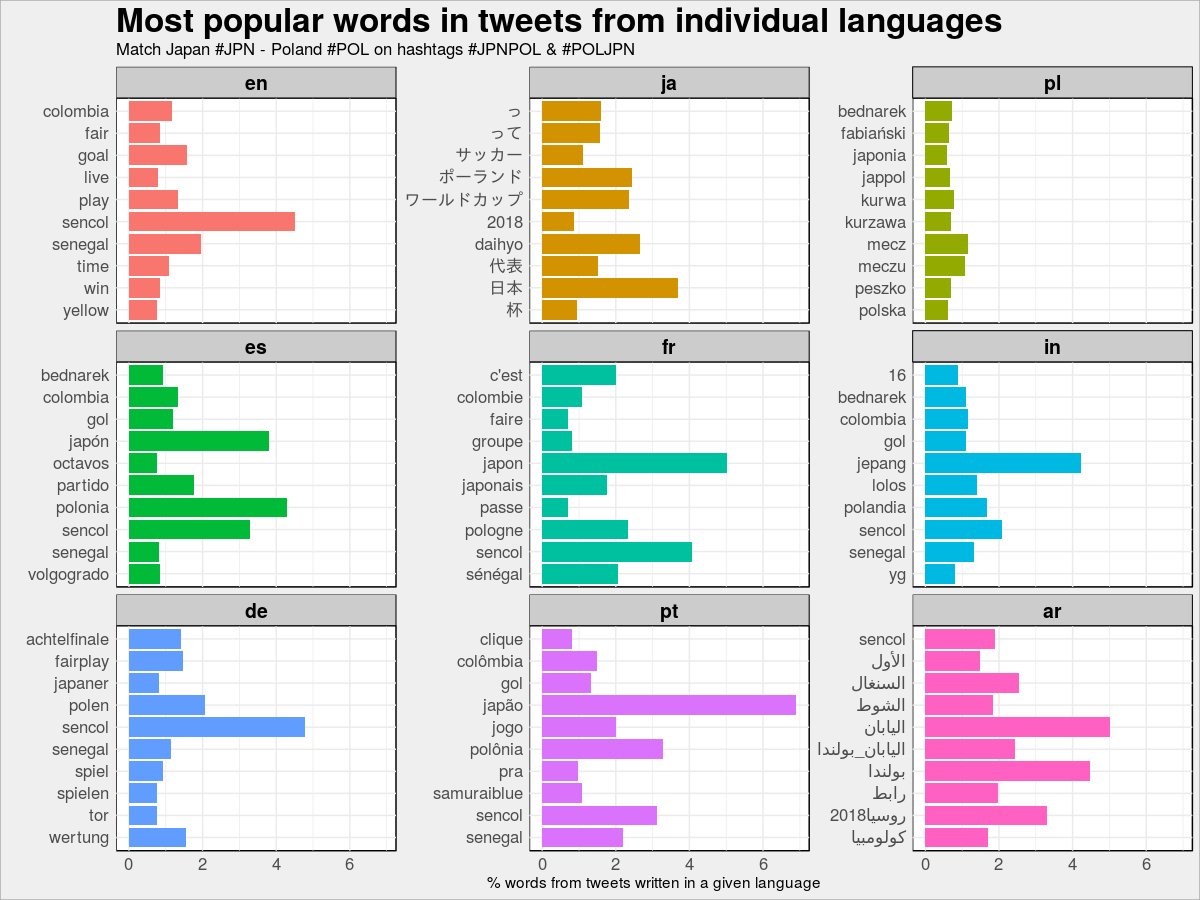 Most popular words in tweets from individual languages
Match Japan #JPN - Poland #POL on hashtags #JPNPOL & #POLJPN
en
colombia
fair
goal
live
play
sencol
senegal
time
win
yellow
ja
っ
って
サッカー
ポーランド
ワールドカップ
2018
daihyo
代表
日本
杯
pl
bednarek
fabiański
japonia
jappol
kurwa
kurzawa
mecz
meczu
peszko
polska
es
bednarek
colombia
gol
japón
octavos
partido
polonia
sencol
senegal
volgogrado
fr
c'est
colombie
faire
groupe
japon
japonais
passe
pologne
sencol
sénégal
in
16
bednarek
colombia
gol
jepang
lolos
polandia
sencol
senegal
yg
de
achtelfinale
fairplay
japaner
polen
sencol
senegal
spiel
spielen
tor
wertung
0 2 4 6
pt
clique
colômbia
gol
japão
jogo
polônia
pra
samuraiblue
sencol
senegal
0 2 4 6
ar
sencol
الأول
السنغال
الشوط
اليابان
اليابان_بولندا
بولندا
رابط
روسيا2018
كولومبيا
0 2 4 6
% words from tweets written in a given language